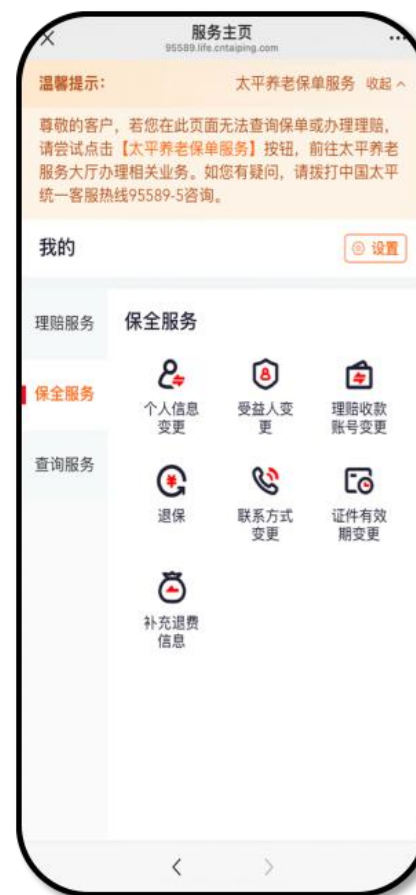 服务主页
95589.life.cntaiping.com
温馨提示: 太平养老保单服务 收起
尊敬的客户，若您在此页面无法查询保单或办理理赔，
请尝试点击【太平养老保单服务】按钮，前往太平养老
服务大厅办理相关业务。如您有疑问，请拨打中国太平
统一客服热线95589-5咨询。
我的 设置
理赔服务
保全服务
查询服务
保全服务
个人信息
变更
受益人变
更
理赔收款
账号变更
退保
联系方式
变更
证件有效
期变更
补充退费
信息